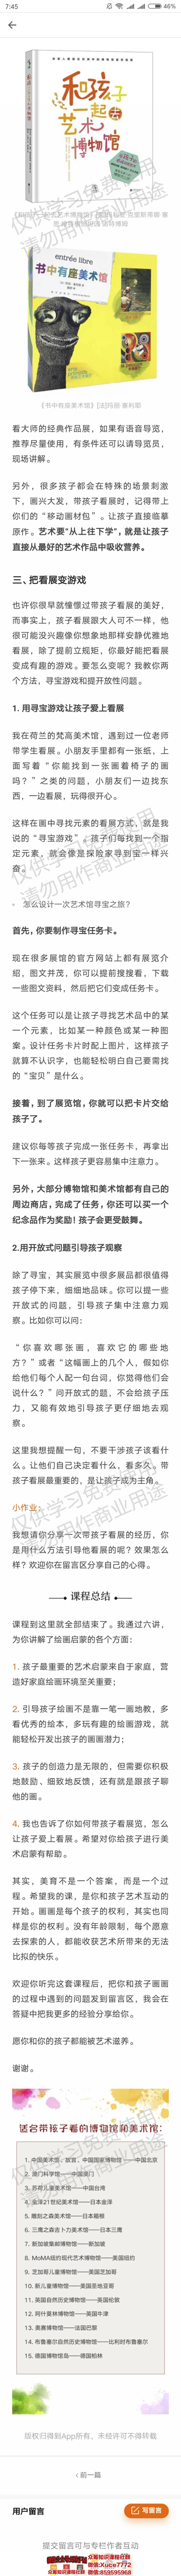 7:45
46%
和孩子
一起去
艺术
博物馆
entrée libre
书中有座美术馆
《书中有座美术馆》[法]玛丽·塞利耶
看大师的经典作品展，如果有语音导览，
推荐尽量使用，有条件还可以请导览员，
现场讲解。
另外，很多孩子都会在特殊的场景刺激
下，画兴大发，带孩子看展时，记得带上
你们的“移动画材包”。让孩子直接临摹
原作。艺术要“从上往下学”，就是让孩子
直接从最好的艺术作品中吸收营养。
三、把看展变游戏
也许你很早就憧憬过带孩子看展的美好，
而事实上，孩子看展跟大人可不一样，他
很可能没兴趣像你想象地那样安静优雅地
看展，除了提前立规矩，你最好能把看展
变成有趣的游戏。要怎么变呢？我教你两
个方法，寻宝游戏和提开放性问题。
1. 用寻宝游戏让孩子爱上看展
我在荷兰的梵高美术馆，遇到过一位老师
带学生看展。小朋友手里都有一张纸，上
面写着“你能找到一张画着椅子的画
吗？”之类的问题，小朋友们一边找东
西，一边看展，玩得很开心。
这样在画中寻找元素的看展方式，就是我
说的“寻宝游戏”。孩子们每找到一个指
定元素，就会像是探险家寻到宝一样兴
奋。
怎么设计一次艺术馆寻宝之旅？
首先，你要制作寻宝任务卡。
现在很多展馆的官方网站上都有展览介
绍，图文并茂，你可以提前搜搜看，下载
一些图文资料，然后把它们变成任务卡。
这个任务可以是让孩子寻找艺术品中的某
一个元素，比如某一种颜色或某一种图
案。设计任务卡片时配上图片，这样孩子
就算不认识字，也能轻松明白自己要需找
的“宝贝”是什么。
接着，到了展览馆，你就可以把卡片交给
孩子了。
建议你每等孩子完成一张任务卡，再拿出
下一张来。这样孩子更容易集中注意力。
另外，大部分博物馆和美术馆都有自己的
周边商店，完成了任务，你还可以买一个
纪念品作为奖励！孩子会更受鼓舞。
2.用开放式问题引导孩子观察
除了寻宝，其实展览中很多展品都很值得
孩子停下来，细细地品味。你可以提一些
开放式的问题，引导孩子集中注意力观
察。比如你可以问：
“你喜欢哪张画，喜欢它的哪些地
方？”或者“这幅画上的几个人，假如你
给他们每个人配一句台词，你觉得他们会
说什么？”问开放式的题，不会给孩子压
力，又能有效地引导孩子更仔细地去观
察。
这里我想提醒一句，不要干涉孩子该看什
么。让他们自己决定看什么，看多久。带
孩子看展最重要的，是让孩子成为主角。
小作业：
我想请你分享一次带孩子看展的经历，你
是用什么方法引导他看展的呢？效果怎么
样？欢迎你在留言区分享自己的心得。
课程总结
课程到这里就全部结束了。我通过六讲，
为你讲解了绘画启蒙的各个方面：
1. 孩子最重要的艺术启蒙来自于家庭，营
造好家庭绘画环境至关重要；
2. 引导孩子绘画不是靠一笔一画地教，多
看优秀的绘本，多玩有趣的绘画游戏，就
能轻松开发出孩子的画画潜力；
3. 孩子的创造力是无限的，但需要你积极
地鼓励、细致地反馈，还有就是跟孩子聊
他的画。
4. 我也告诉了你如何带孩子看展览，怎么
让孩子爱上看展。希望对你给孩子进行美
术启蒙有帮助。
其实，美育不是一个答案，而是一个过
程。希望我的课，是你和孩子艺术互动的
开始。画画是每个孩子的权利，其实也同
样是你的权利。没有年龄限制，每个愿意
去探索的人，都能收获艺术所带来的无法
比拟的快乐。
欢迎你听完这套课程后，把你和孩子画画
的过程中遇到的问题发到留言区，我会在
答疑中把我更多的经验分享给你。
愿你和你的孩子都能被艺术滋养。
谢谢。
适合带孩子看的博物馆和美术馆：
1. 中国美术馆、故宫、中国国家博物馆——中国北京
2. 澳门科学馆——中国澳门
3. 苏荷儿童美术馆——中国台湾
4. 金泽21世纪美术馆——日本金泽
5. 雕刻之森美术馆——日本箱根
6. 三鹰之森吉卜力美术馆——日本三鹰
7. 新加坡集邮博物馆——新加坡
8. MoMA纽约现代艺术博物馆——美国纽约
9. 芝加哥儿童博物馆——美国芝加哥
10. 新儿童博物馆——美国圣地亚哥
11. 英国自然历史博物馆——英国伦敦
12. 阿什莫林博物馆——英国牛津
13. 奥赛博物馆——法国巴黎
14. 布鲁塞尔自然历史博物馆——比利时布鲁塞尔
15. 德国博物馆岛——德国柏林
版权归得到App所有，未经许可不得转载
‹ 前一篇
用户留言
写留言
提交留言可与专栏作者互动
仅供学习免费使用
请勿用作商业用途